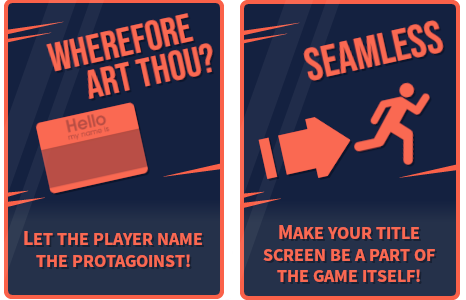 WHEREFORE
ART THOU?
Hello
my name is
LET THE PLAYER NAME
THE PROTAGOINST!
SEAMLESS
MAKE YOUR TITLE
SCREEN BE A PART OF
THE GAME ITSELF!